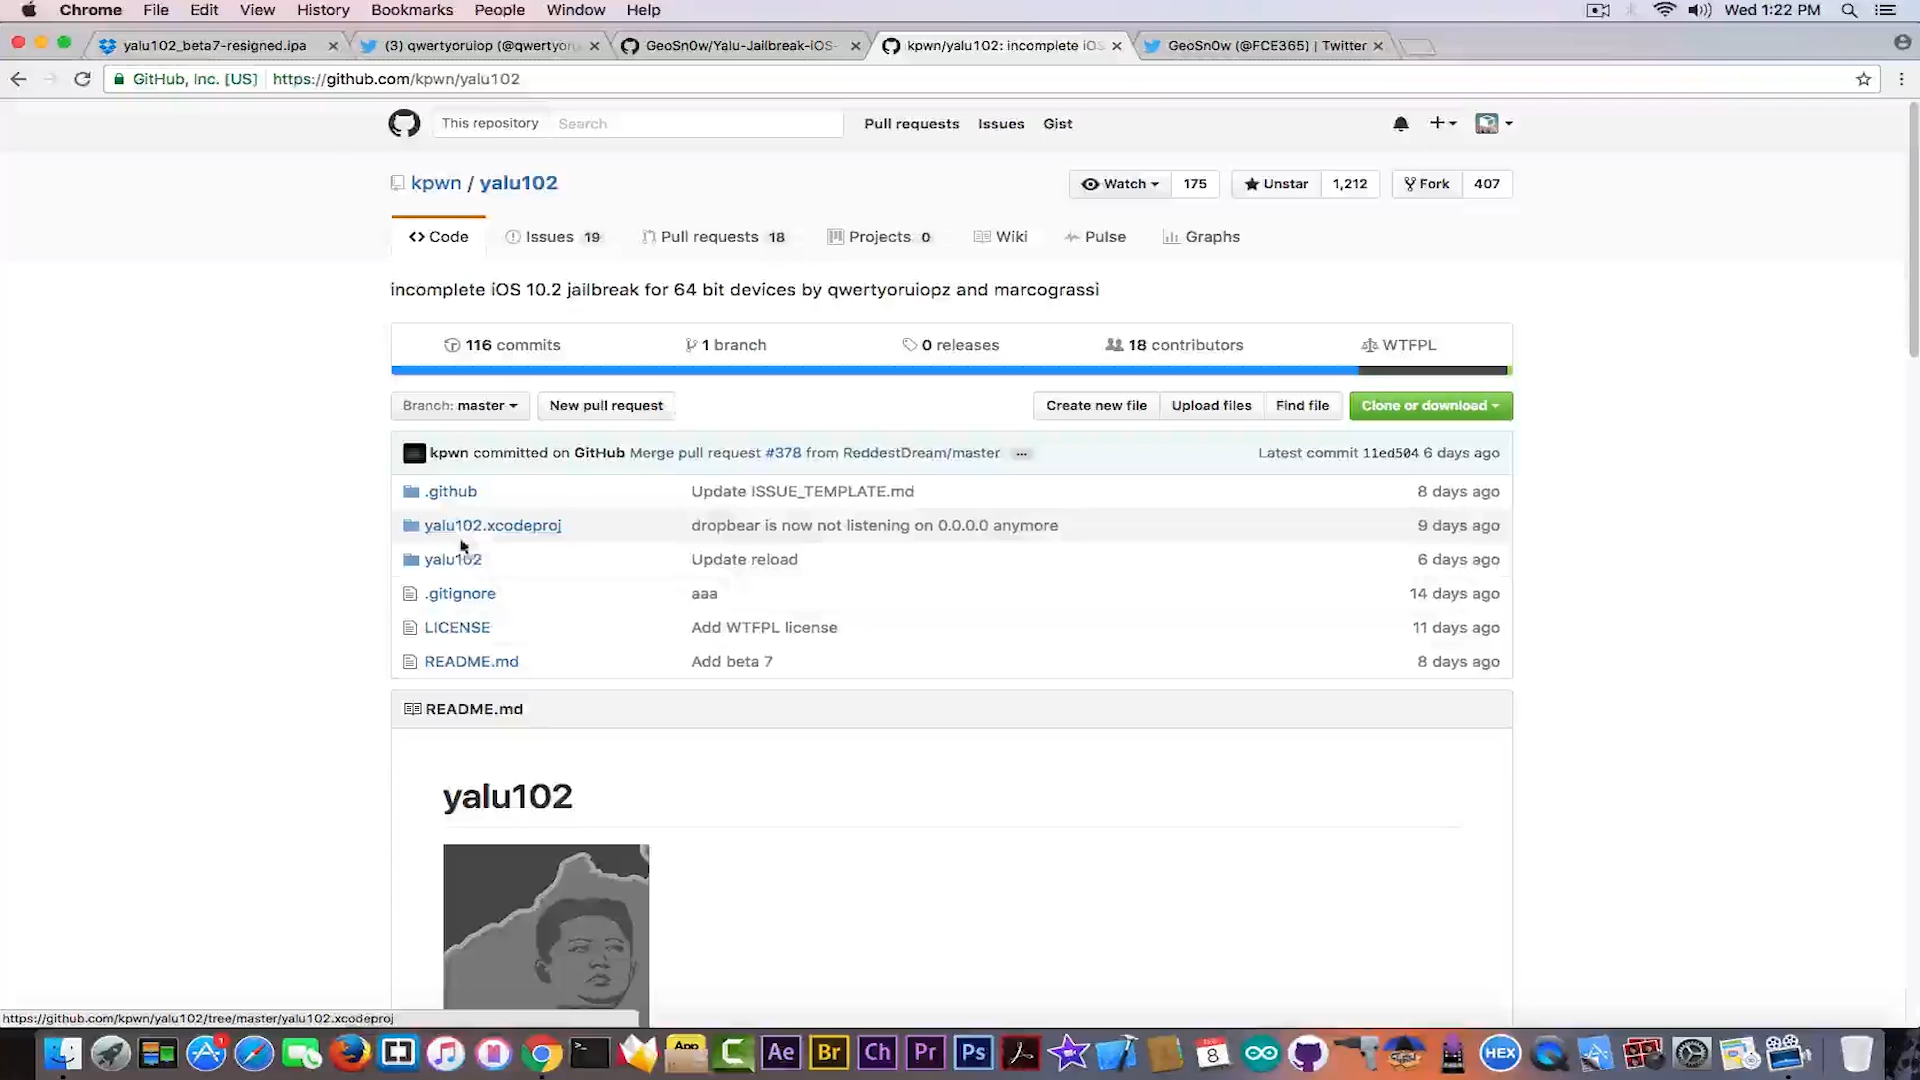 Chrome File Edit View History Bookmarks People Window Help Wed 1:22 PM
yalu102_beta7-resigned.ipa (3) qwertyoruiop (@qwertyoru GeoSn0w/Yalu-Jailbreak-iOS- kpwn/yalu102: incomplete iOS GeoSn0w (@FCE365) | Twitter
GitHub, Inc. [US] https://github.com/kpwn/yalu102
This repository Search Pull requests Issues Gist
kpwn / yalu102 Watch 175 Unstar 1,212 Fork 407
Code Issues 19 Pull requests 18 Projects 0 Wiki Pulse Graphs
incomplete iOS 10.2 jailbreak for 64 bit devices by qwertyoruiopz and marcograssi
116 commits 1 branch 0 releases 18 contributors WTFPL
Branch: master New pull request Create new file Upload files Find file Clone or download
kpwn committed on GitHub Merge pull request #378 from ReddestDream/master ... Latest commit 11ed504 6 days ago
.github Update ISSUE_TEMPLATE.md 8 days ago
yalu102.xcodeproj dropbear is now not listening on 0.0.0.0 anymore 9 days ago
yalu102 Update reload 6 days ago
.gitignore aaa 14 days ago
LICENSE Add WTFPL license 11 days ago
README.md Add beta 7 8 days ago
README.md
yalu102
https://github.com/kpwn/yalu102/tree/master/yalu102.xcodeproj
1 App Ae Br Ch Pr Ps 8 HEX